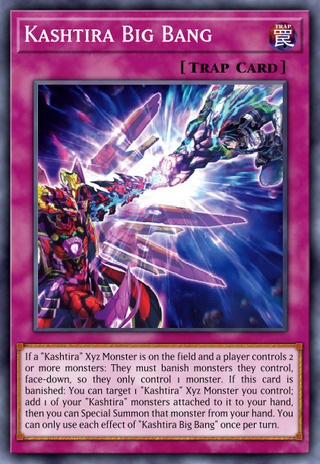 Kashtira Big Bang
TRAP
罠
[ Trap Card ]
If a "Kashtira" Xyz Monster is on the field and a player controls 2
or more monsters: They must banish monsters they control,
face-down, so they only control 1 monster. If this card is
banished: You can target 1 "Kashtira" Xyz Monster you control;
add 1 of your "Kashtira" monsters attached to it to your hand,
then you can Special Summon that monster from your hand. You
can only use each effect of "Kashtira Big Bang" once per turn.